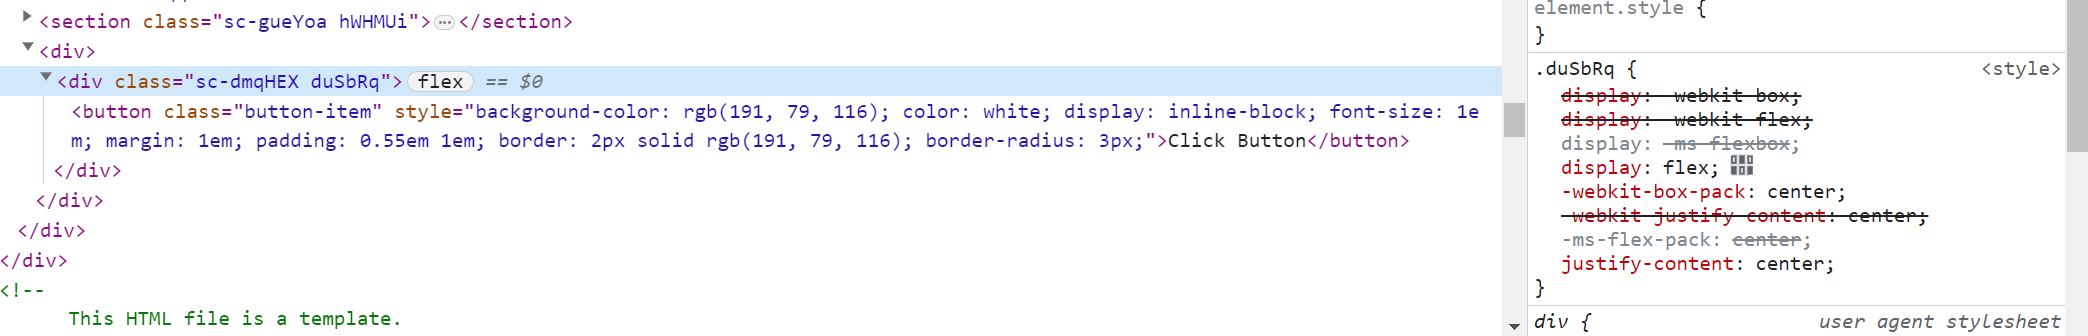 <section class="sc-gueYoa hWHMUi">…</section>
<div>
<div class="sc-dmqHEX duSbRq"> flex == $0
<button class="button-item" style="background-color: rgb(191, 79, 116); color: white; display: inline-block; font-size: 1e
m; margin: 1em; padding: 0.55em 1em; border: 2px solid rgb(191, 79, 116); border-radius: 3px;">Click Button</button>
</div>
</div>
</div>
</div>
<!--
This HTML file is a template.
element.style {
}
.duSbRq { <style>
display: -webkit-box;
display: -webkit-flex;
display: -ms-flexbox;
display: flex;
-webkit-box-pack: center;
-webkit-justify-content: center;
-ms-flex-pack: center;
justify-content: center;
}
div { user agent stylesheet